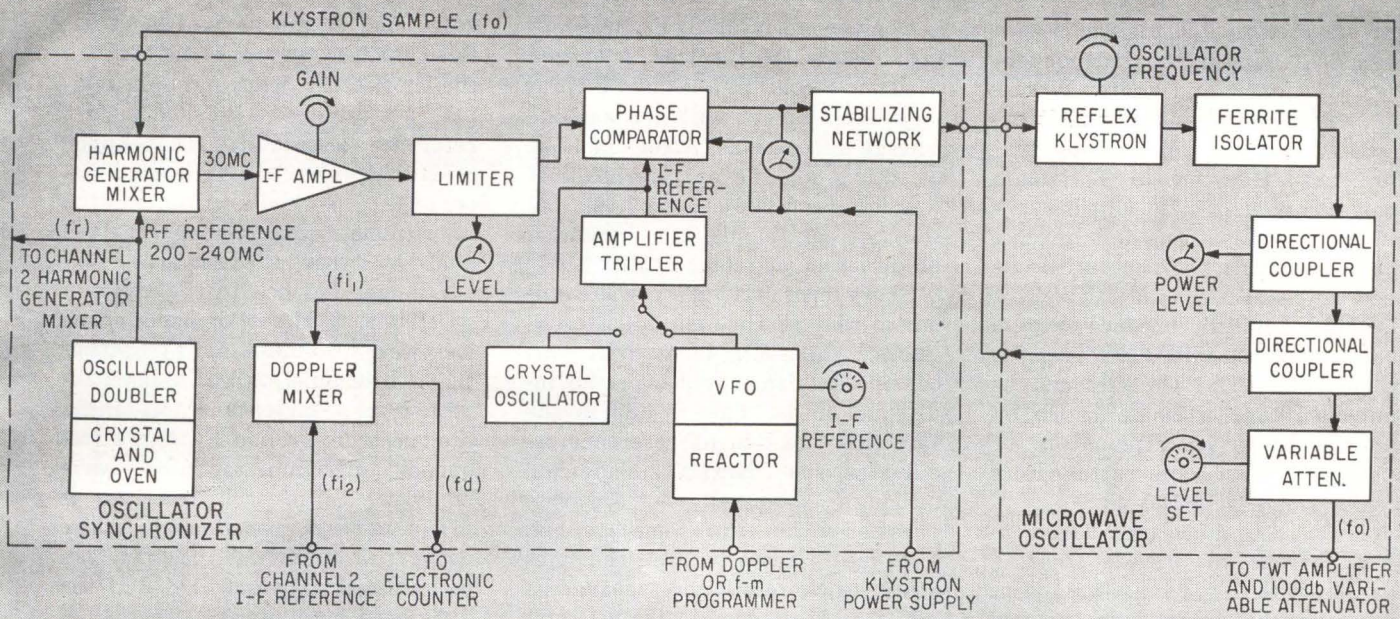 KLYSTRON SAMPLE (fo)
GAIN
OSCILLATOR
FREQUENCY
HARMONIC
GENERATOR
MIXER
30MC
I-F AMPL
LIMITER
PHASE
COMPARATOR
STABILIZING
NETWORK
REFLEX
KLYSTRON
FERRITE
ISOLATOR
I-F
REFER-
ENCE
(fr)
TO CHANNEL
2 HARMONIC
GENERATOR
MIXER
R-F REFERENCE
200-240MC
LEVEL
AMPLIFIER
TRIPLER
POWER
LEVEL
DIRECTIONAL
COUPLER
(fi1)
OSCILLATOR
DOUBLER
CRYSTAL
AND
OVEN
DOPPLER
MIXER
CRYSTAL
OSCILLATOR
VFO
REACTOR
I-F
REFERENCE
DIRECTIONAL
COUPLER
VARIABLE
ATTEN.
LEVEL
SET
(fi2)
(fd)
(fo)
OSCILLATOR
SYNCHRONIZER
MICROWAVE
OSCILLATOR
FROM
CHANNEL 2
I-F REFERENCE
TO
ELECTRONIC
COUNTER
FROM DOPPLER
OR f-m
PROGRAMMER
FROM
KLYSTRON
POWER SUPPLY
TO TWT AMPLIFIER
AND 100db VARI-
ABLE ATTENUATOR